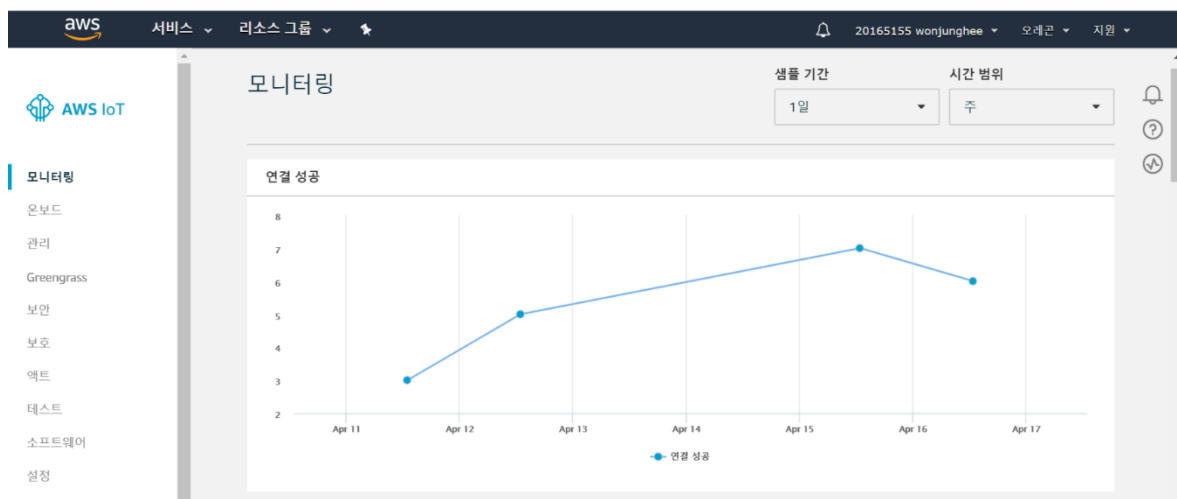 aws 서비스 리소스 그룹 20165155 wonjunghee 오레곤 지원
AWS IoT
모니터링
온보드
관리
Greengrass
보안
보호
액트
테스트
소프트웨어
설정
모니터링
샘플 기간 시간 범위
1일 주
연결 성공
8
7
6
5
4
3
2
Apr 11 Apr 12 Apr 13 Apr 14 Apr 15 Apr 16 Apr 17
연결 성공